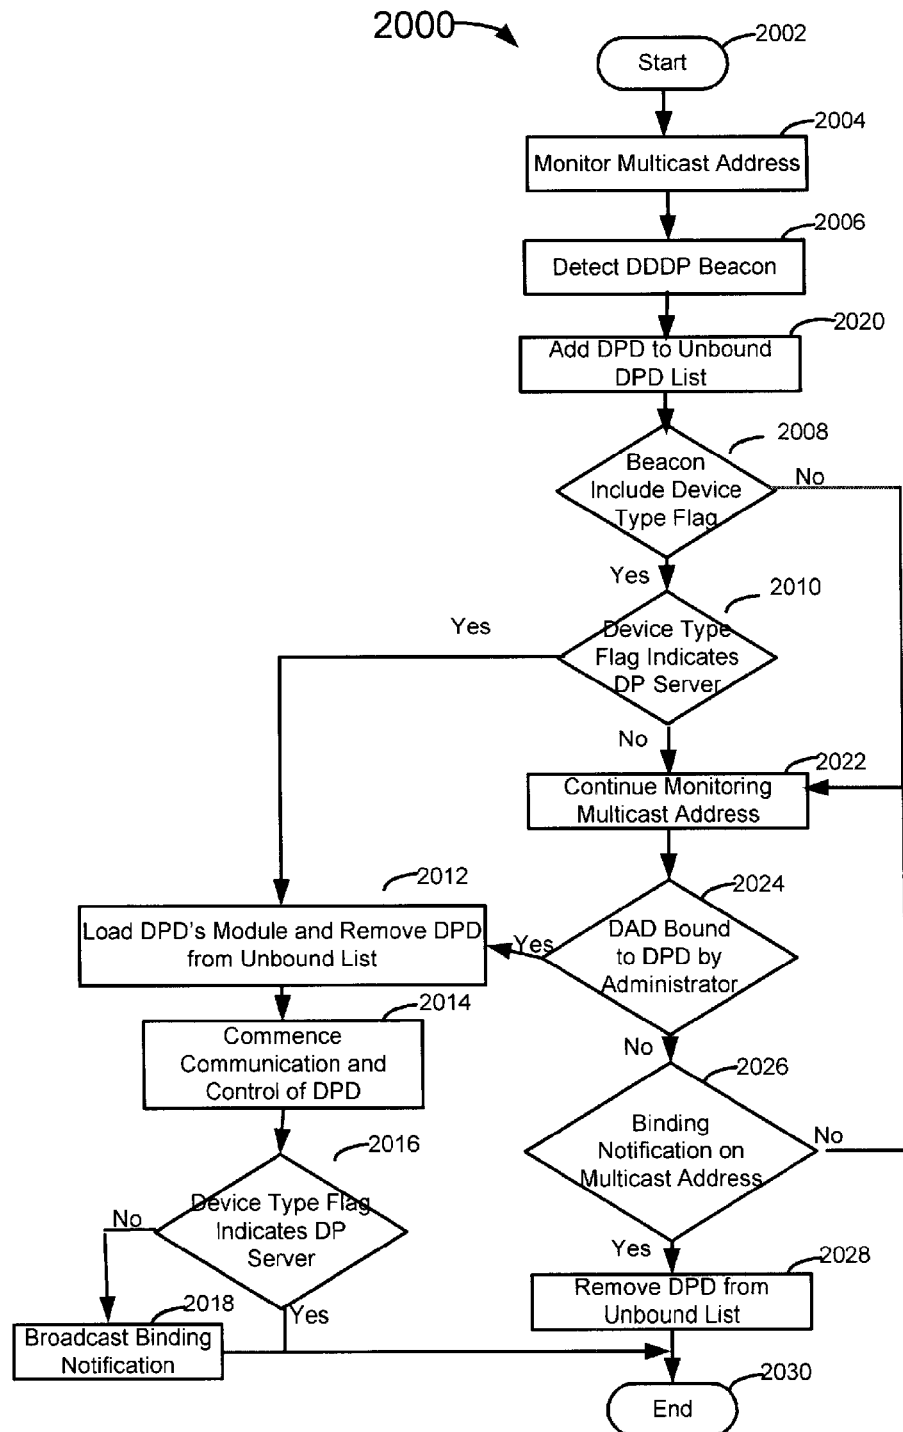 2000
2002
Start
2004
Monitor Multicast Address
2006
Detect DDDP Beacon
2020
Add DPD to Unbound
DPD List
2008
Beacon
Include Device
Type Flag
No
Yes
2010
Device Type
Flag Indicates
DP Server
Yes
No
2022
Continue Monitoring
Multicast Address
2012
Load DPD's Module and Remove DPD
from Unbound List
2024
DAD Bound
to DPD by
Administrator
Yes
No
2014
Commence
Communication and
Control of DPD
2026
Binding
Notification on
Multicast Address
No
Yes
2016
Device Type Flag
Indicates DP
Server
No
Yes
2018
Broadcast Binding
Notification
2028
Remove DPD from
Unbound List
2030
End